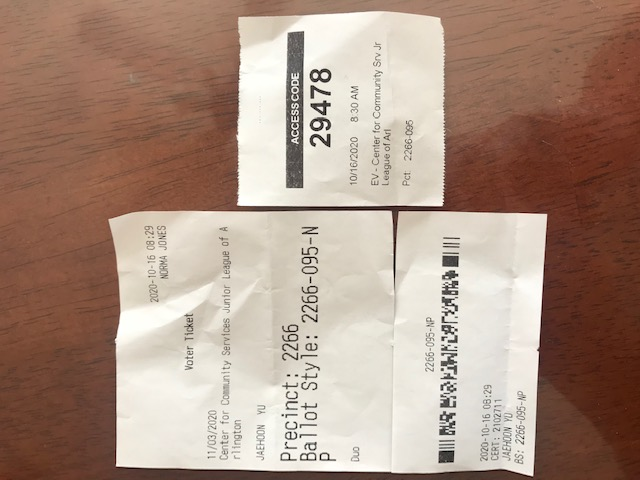 ACCESS CODE
29478
10/16/2020 8:30 AM
EV - Center for Community Srv Jr
League of Arl
Pct: 2266-095
2020-10-16 08:29
NORMA JONES
Voter Ticket
11/03/2020
Center for Community Services Junior League of A
rlington
JAEHOON YU
Precinct: 2266
Ballot Style: 2266-095-N
P
Duo
2266-095-NP
2020-10-16 08:29
CERT: 2102711
JAEHOON YU
BS: 2266-095-NP